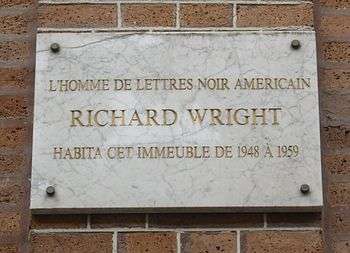 L'HOMME DE LETTRES NOIR AMERICAIN
RICHARD WRIGHT
HABITA CET IMMEUBLE DE 1948 À 1959